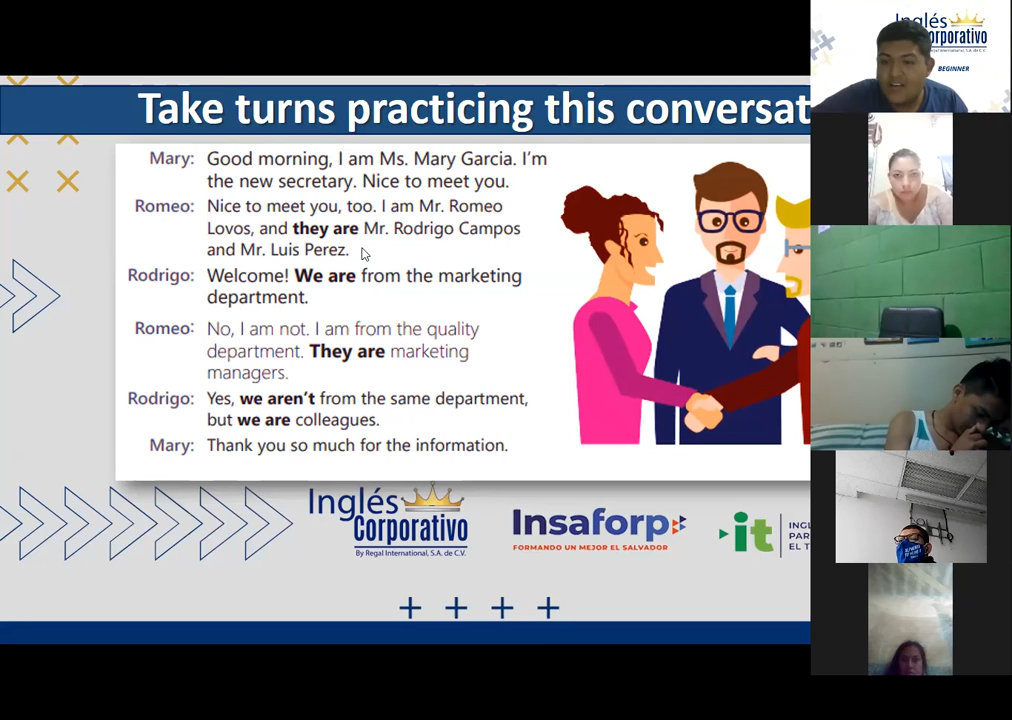 Take turns practicing this conversat
Mary: Good morning, I am Ms. Mary Garcia. I'm
the new secretary. Nice to meet you.
Romeo: Nice to meet you, too. I am Mr. Romeo
Lovos, and they are Mr. Rodrigo Campos
and Mr. Luis Perez.
Rodrigo: Welcome! We are from the marketing
department.
Romeo: No, I am not. I am from the quality
department. They are marketing
managers.
Rodrigo: Yes, we aren't from the same department,
but we are colleagues.
Mary: Thank you so much for the information.
Inglés
Corporativo
By Regal International, S.A. de C.V.
Insaforp
FORMANDO UN MEJOR EL SALVADOR
it
INGL
PAR
EL T
Inglés
orporativo
BEGINNER